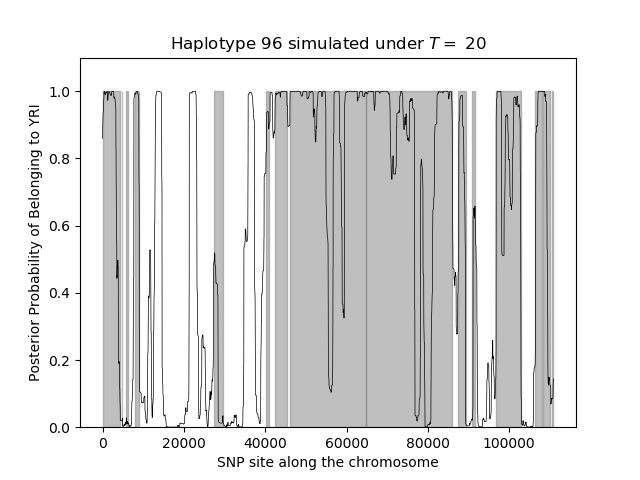 Haplotype 96 simulated under T = 20
Posterior Probability of Belonging to YRI
1.0
0.8
0.6
0.4
0.2
0.0
0 20000 40000 60000 80000 100000
SNP site along the chromosome